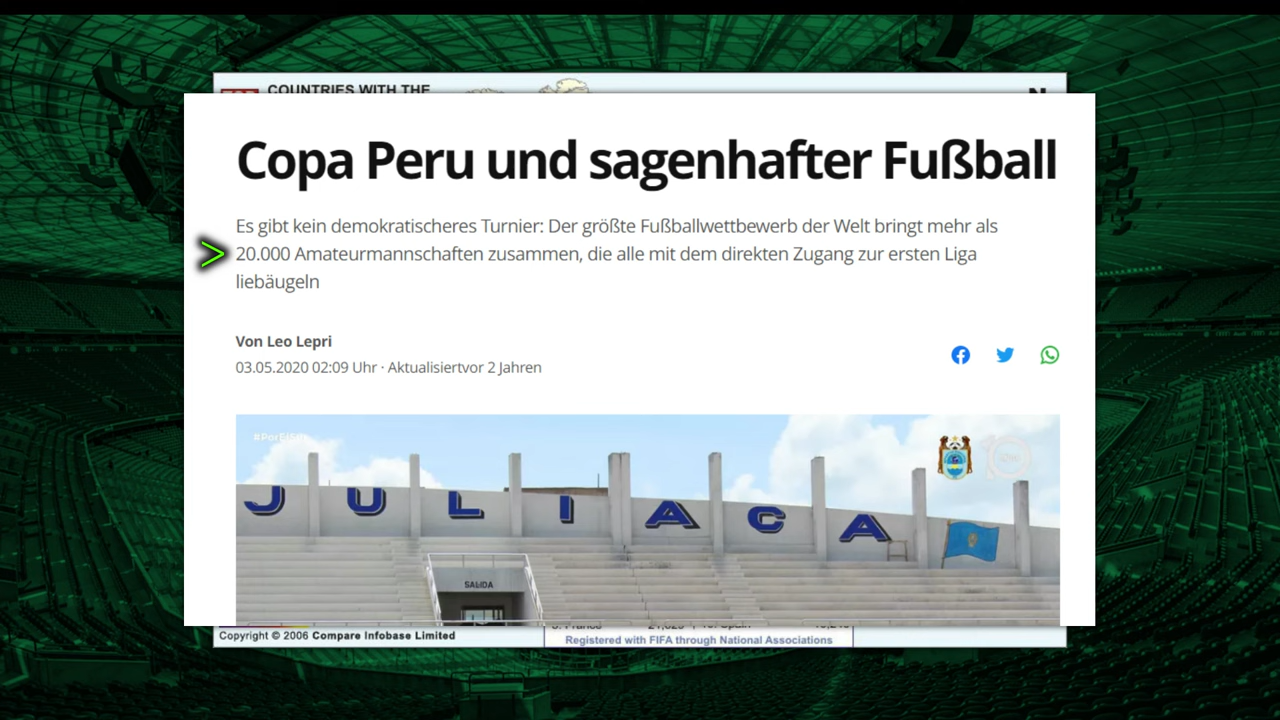 COUNTRIES WITH THE
Copa Peru und sagenhafter Fußball
Es gibt kein demokratischeres Turnier: Der größte Fußballwettbewerb der Welt bringt mehr als
> 20.000 Amateurmannschaften zusammen, die alle mit dem direkten Zugang zur ersten Liga
liebäugeln
Von Leo Lepri
03.05.2020 02:09 Uhr · Aktualisiertvor 2 Jahren
JULIACA
SALIDA
Copyright © 2006 Compare Infobase Limited
Registered with FIFA through National Associations